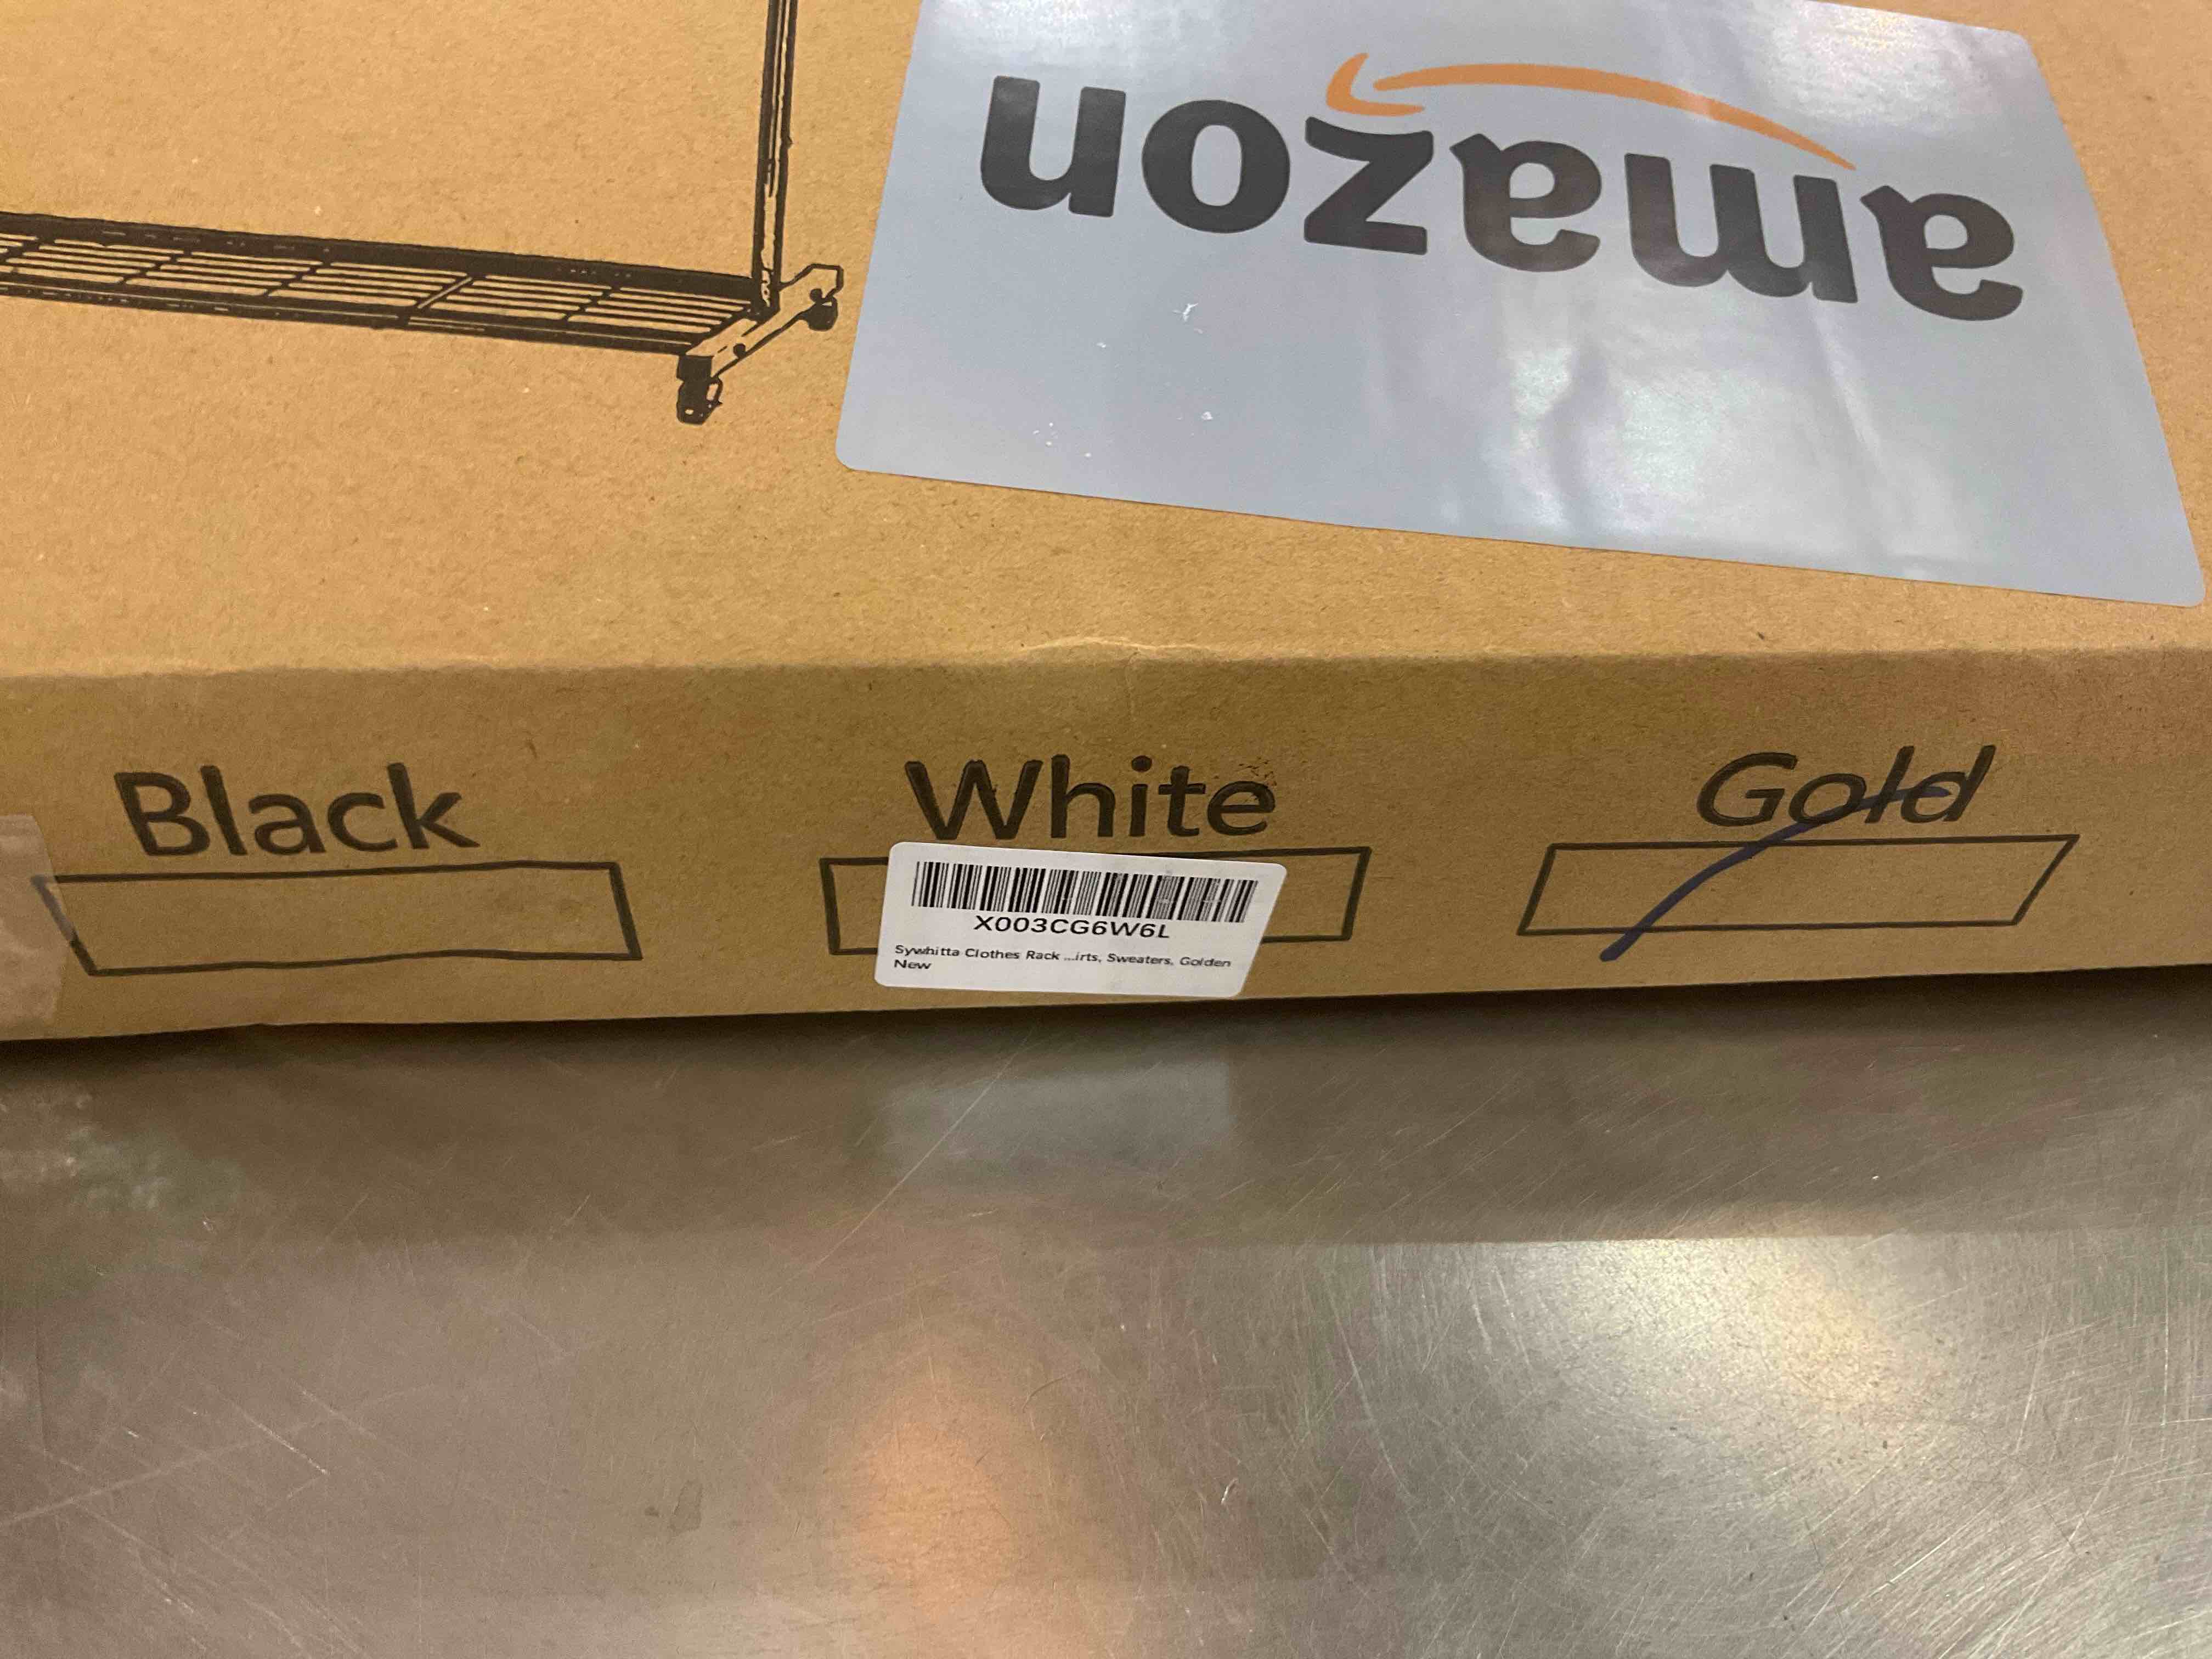 amazon
Black White Gold
X003CG6W6L
Sywhitta Clothes Rack ...irts, Sweaters, Golden
New